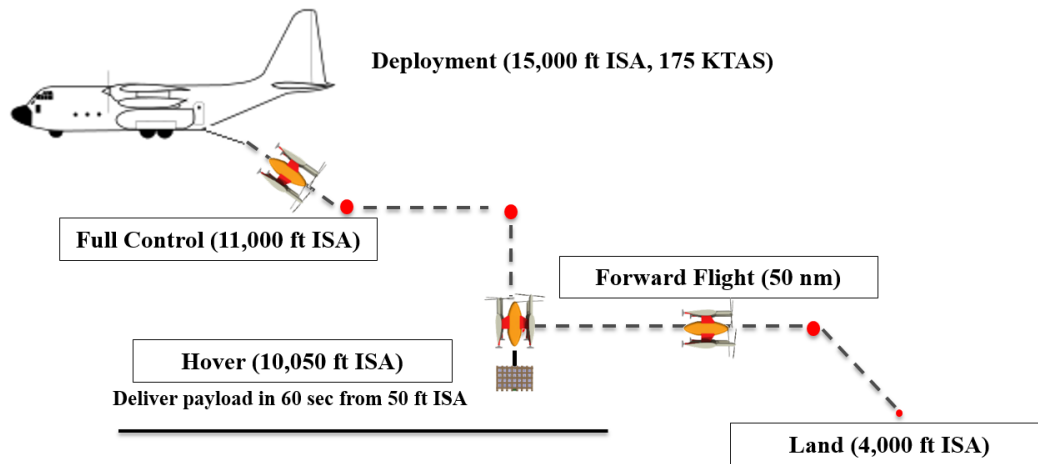 Deployment (15,000 ft ISA, 175 KTAS)
Full Control (11,000 ft ISA)
Forward Flight (50 nm)
Hover (10,050 ft ISA)
Deliver payload in 60 sec from 50 ft ISA
Land (4,000 ft ISA)